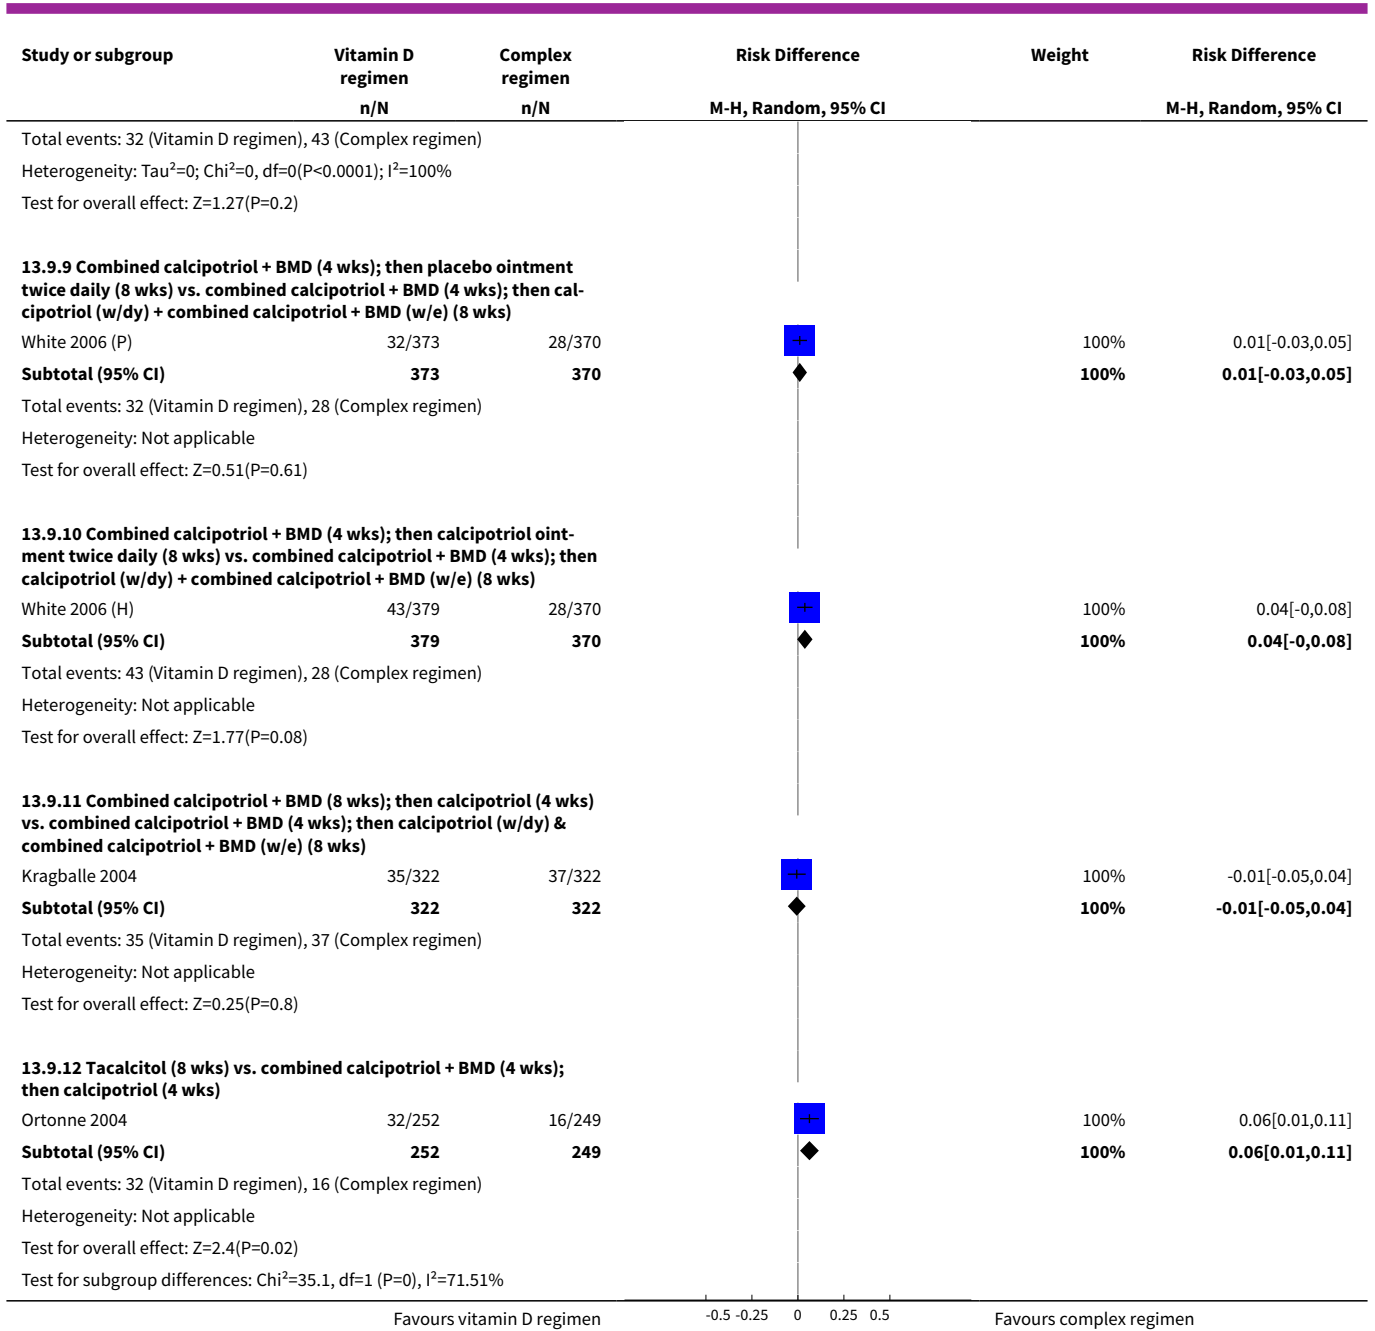 Study or subgroup Vitamin D regimen Complex regimen Risk Difference Weight Risk Difference
n/N n/N M-H, Random, 95% CI M-H, Random, 95% CI
Total events: 32 (Vitamin D regimen), 43 (Complex regimen)
Heterogeneity: Tau²=0; Chi²=0, df=0(P<0.0001); I²=100%
Test for overall effect: Z=1.27(P=0.2)
13.9.9 Combined calcipotriol + BMD (4 wks); then placebo ointment
twice daily (8 wks) vs. combined calcipotriol + BMD (4 wks); then cal-
cipotriol (w/dy) + combined calcipotriol + BMD (w/e) (8 wks)
White 2006 (P) 32/373 28/370 100% 0.01[-0.03,0.05]
Subtotal (95% CI) 373 370 100% 0.01[-0.03,0.05]
Total events: 32 (Vitamin D regimen), 28 (Complex regimen)
Heterogeneity: Not applicable
Test for overall effect: Z=0.51(P=0.61)
13.9.10 Combined calcipotriol + BMD (4 wks); then calcipotriol oint-
ment twice daily (8 wks) vs. combined calcipotriol + BMD (4 wks); then
calcipotriol (w/dy) + combined calcipotriol + BMD (w/e) (8 wks)
White 2006 (H) 43/379 28/370 100% 0.04[-0,0.08]
Subtotal (95% CI) 379 370 100% 0.04[-0,0.08]
Total events: 43 (Vitamin D regimen), 28 (Complex regimen)
Heterogeneity: Not applicable
Test for overall effect: Z=1.77(P=0.08)
13.9.11 Combined calcipotriol + BMD (8 wks); then calcipotriol (4 wks)
vs. combined calcipotriol + BMD (4 wks); then calcipotriol (w/dy) &
combined calcipotriol + BMD (w/e) (8 wks)
Kragballe 2004 35/322 37/322 100% -0.01[-0.05,0.04]
Subtotal (95% CI) 322 322 100% -0.01[-0.05,0.04]
Total events: 35 (Vitamin D regimen), 37 (Complex regimen)
Heterogeneity: Not applicable
Test for overall effect: Z=0.25(P=0.8)
13.9.12 Tacalcitol (8 wks) vs. combined calcipotriol + BMD (4 wks);
then calcipotriol (4 wks)
Ortonne 2004 32/252 16/249 100% 0.06[0.01,0.11]
Subtotal (95% CI) 252 249 100% 0.06[0.01,0.11]
Total events: 32 (Vitamin D regimen), 16 (Complex regimen)
Heterogeneity: Not applicable
Test for overall effect: Z=2.4(P=0.02)
Test for subgroup differences: Chi²=35.1, df=1 (P=0), I²=71.51%
Favours vitamin D regimen -0.5 -0.25 0 0.25 0.5 Favours complex regimen